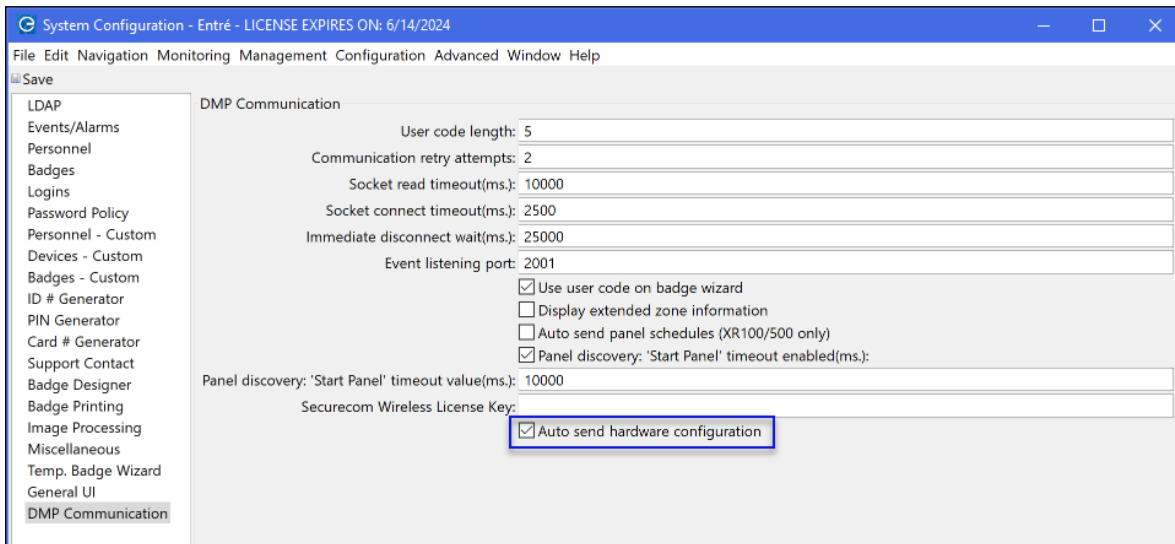 System Configuration - Entré - LICENSE EXPIRES ON: 6/14/2024
File Edit Navigation Monitoring Management Configuration Advanced Window Help
Save
LDAP
Events/Alarms
Personnel
Badges
Logins
Password Policy
Personnel - Custom
Devices - Custom
Badges - Custom
ID # Generator
PIN Generator
Card # Generator
Support Contact
Badge Designer
Badge Printing
Image Processing
Miscellaneous
Temp. Badge Wizard
General UI
DMP Communication
DMP Communication
User code length: 5
Communication retry attempts: 2
Socket read timeout(ms.): 10000
Socket connect timeout(ms.): 2500
Immediate disconnect wait(ms.): 25000
Event listening port: 2001
Use user code on badge wizard
Display extended zone information
Auto send panel schedules (XR100/500 only)
Panel discovery: 'Start Panel' timeout enabled(ms.):
Panel discovery: 'Start Panel' timeout value(ms.): 10000
Securecom Wireless License Key:
Auto send hardware configuration